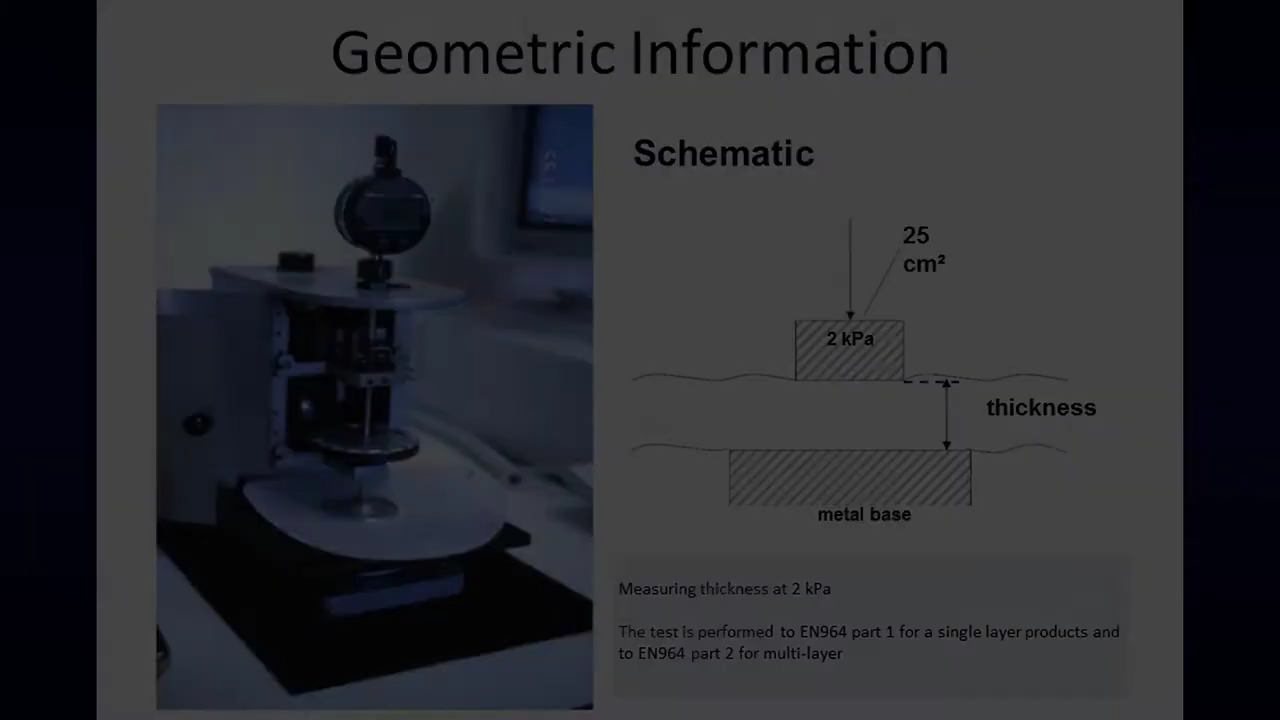 Geometric Information
Schematic
25
cm²
2 kPa
thickness
metal base
Measuring thickness at 2 kPa
The test is performed to EN964 part 1 for a single layer products and
to EN964 part 2 for multi-layer